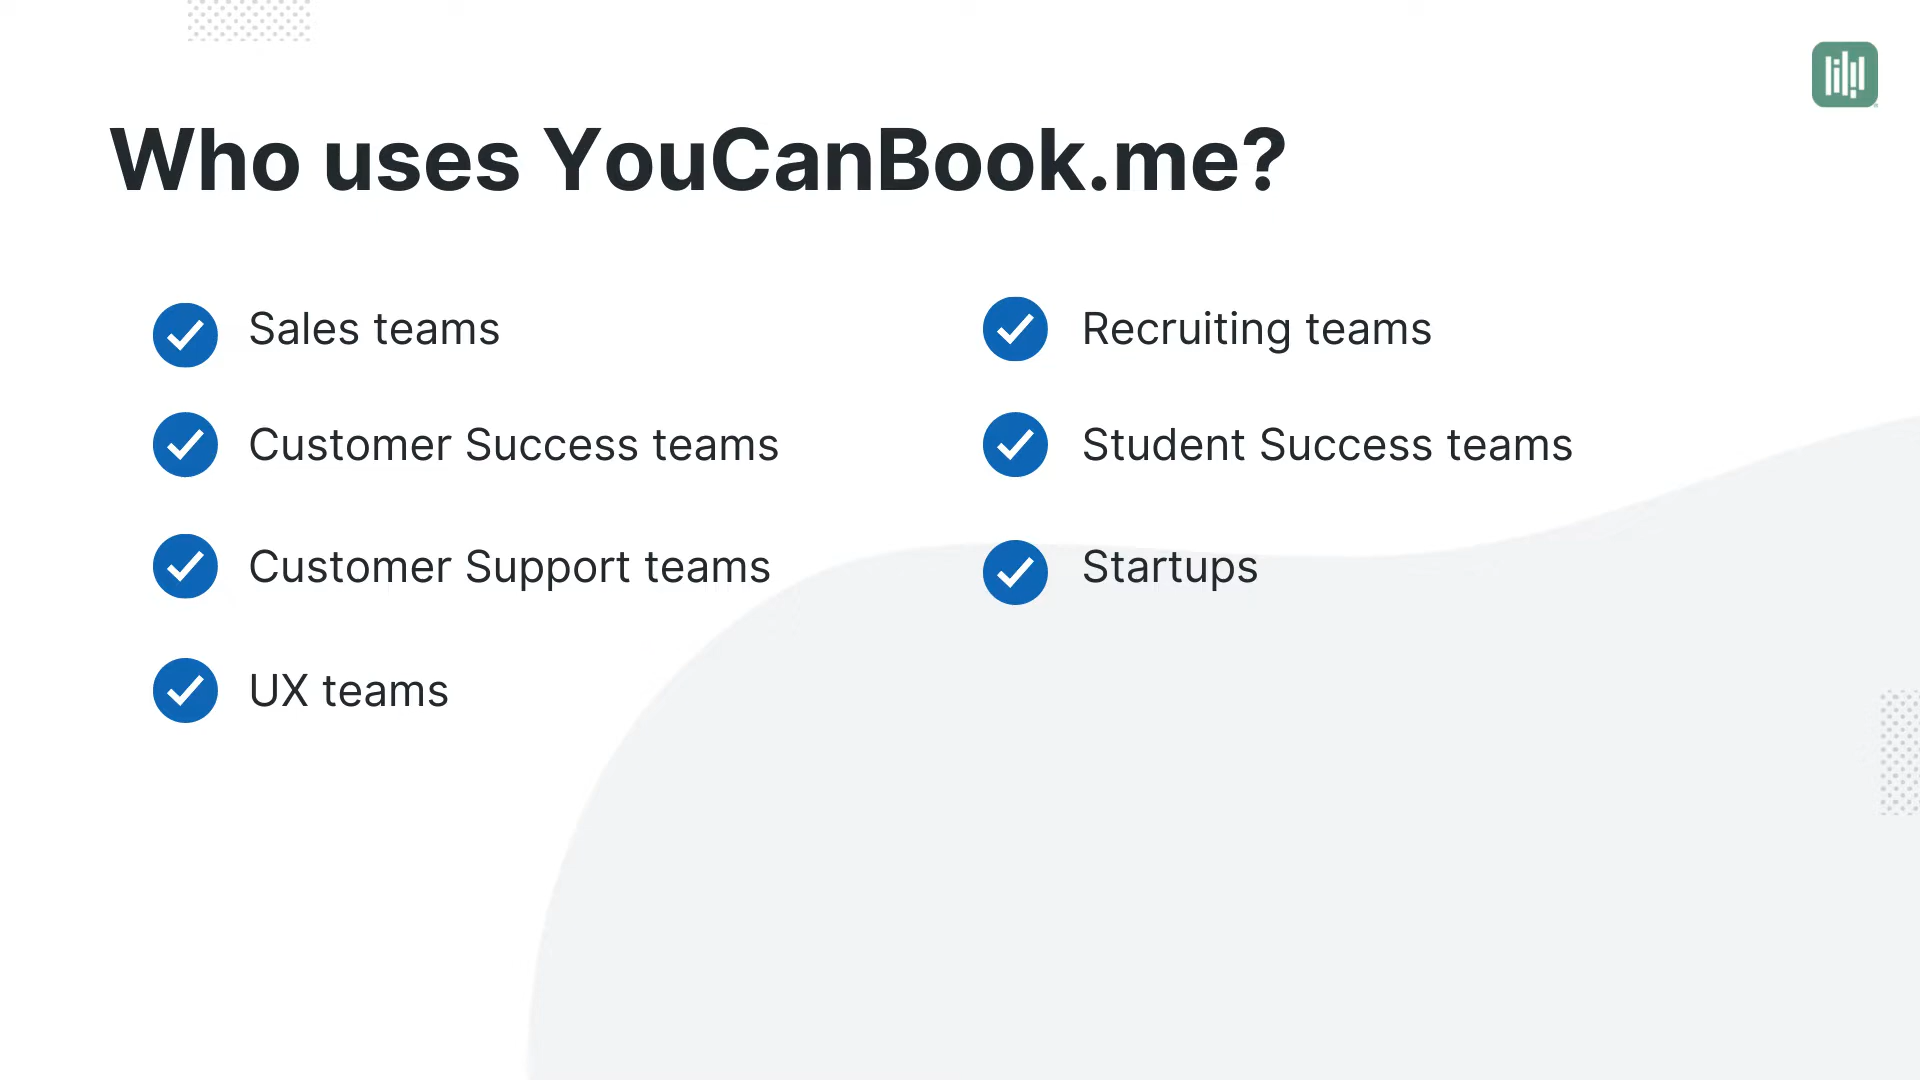 Who uses YouCanBook.me?
Sales teams
Customer Success teams
Customer Support teams
UX teams
Recruiting teams
Student Success teams
Startups